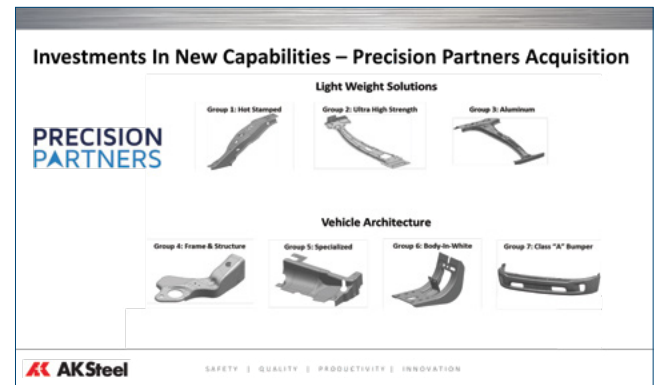 Investments In New Capabilities – Precision Partners Acquisition
Light Weight Solutions
Group 1: Hot Stamped
Group 2: Ultra High Strength
Group 3: Aluminum
PRECISION
PARTNERS
Vehicle Architecture
Group 4: Frame & Structure
Group 5: Specialized
Group 6: Body-In-White
Group 7: Class "A" Bumper
AK Steel
SAFETY | QUALITY | PRODUCTIVITY | INNOVATION